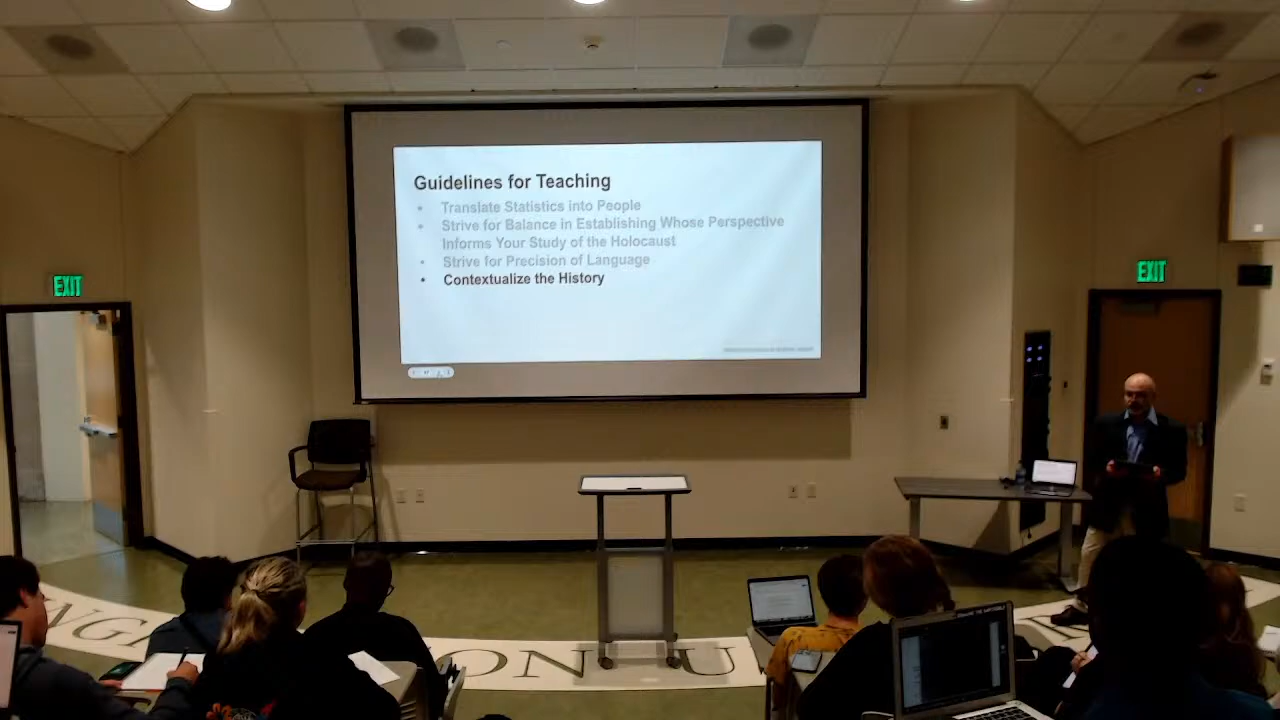 Guidelines for Teaching
• Translate Statistics into People
• Strive for Balance in Establishing Whose Perspective
Informs Your Study of the Holocaust
• Strive for Precision of Language
• Contextualize the History
EXIT
EXIT